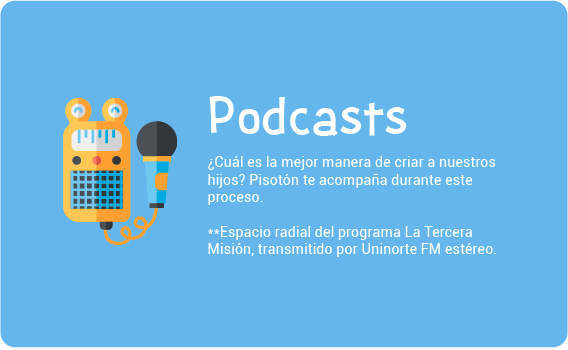 Podcasts
¿Cuál es la mejor manera de criar a nuestros
hijos? Pisotón te acompaña durante este
proceso.
**Espacio radial del programa La Tercera
Misión, transmitido por Uninorte FM estéreo.